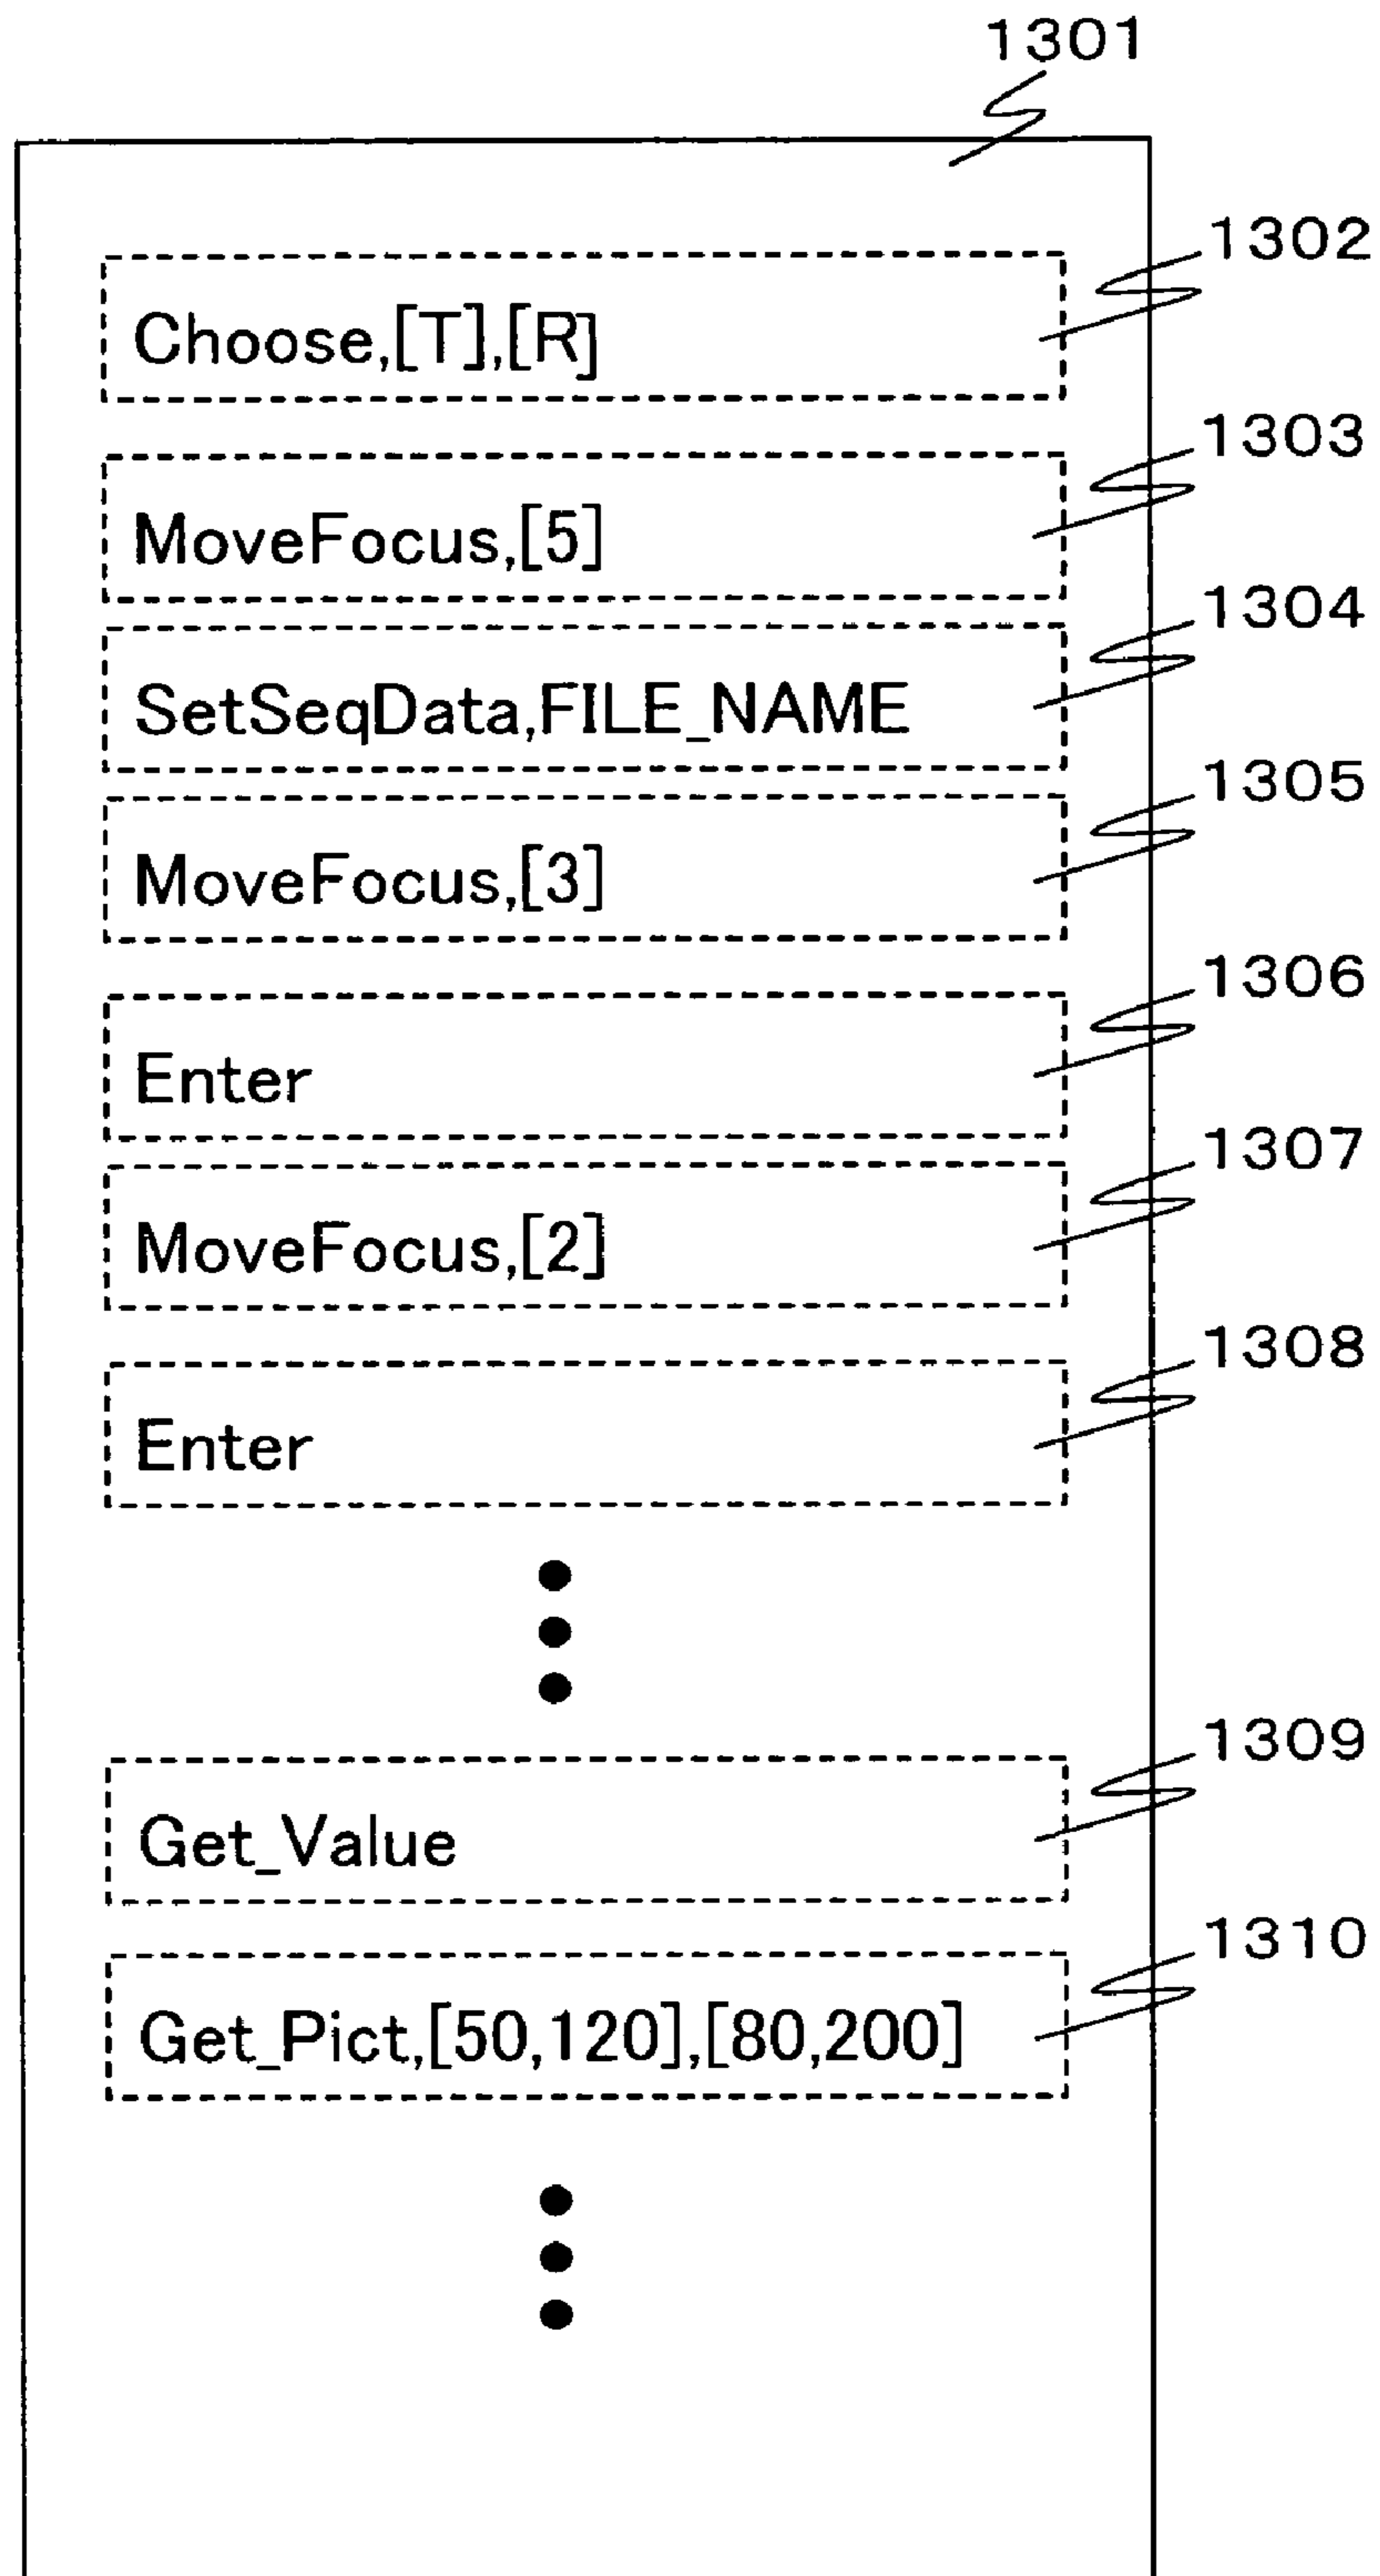 1301
1302
Choose,[T],[R]
1303
MoveFocus,[5]
1304
SetSeqData,FILE_NAME
1305
MoveFocus,[3]
1306
Enter
1307
MoveFocus,[2]
1308
Enter
1309
Get_Value
1310
Get_Pict,[50,120],[80,200]